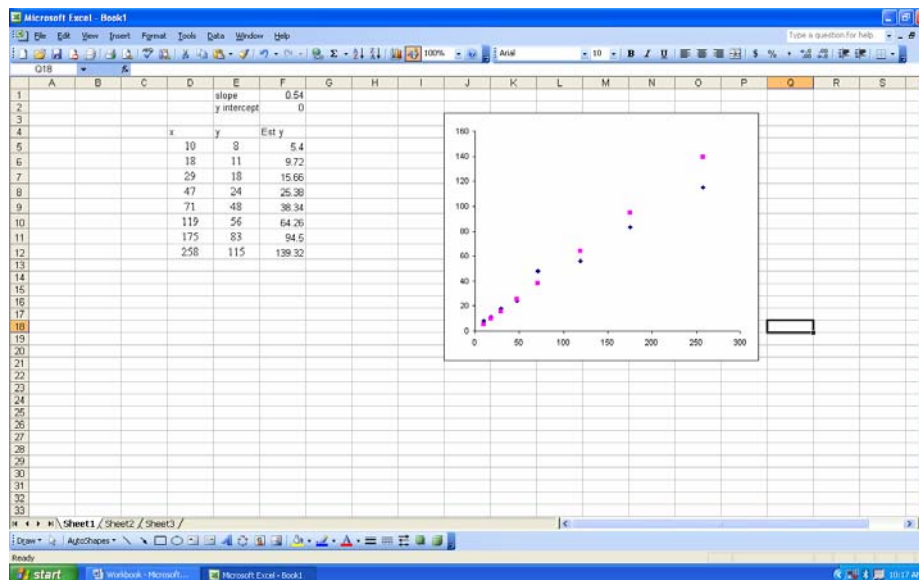 Microsoft Excel - Book1
File Edit View Insert Format Tools Data Window Help Type a question for help
100% Arial 10 B I U $ % ,
Q18 fx
A B C D E F G H I J K L M N O P Q R S
1 slope 0.54
2 y intercept 0
3
4 x y Est y
5 10 8 5.4
6 18 11 9.72
7 29 18 15.66
8 47 24 25.38
9 71 48 38.34
10 119 56 64.26
11 175 83 94.5
12 258 115 139.32
13
14
15
16
17
18
19
20
21
22
23
24
25
26
27
28
29
30
31
32
33
160
140
120
100
80
60
40
20
0
0 50 100 150 200 250 300
Sheet1 / Sheet2 / Sheet3
Draw AutoShapes
Ready
start Workbook - Microsoft... Microsoft Excel - Book1 10:17 AM